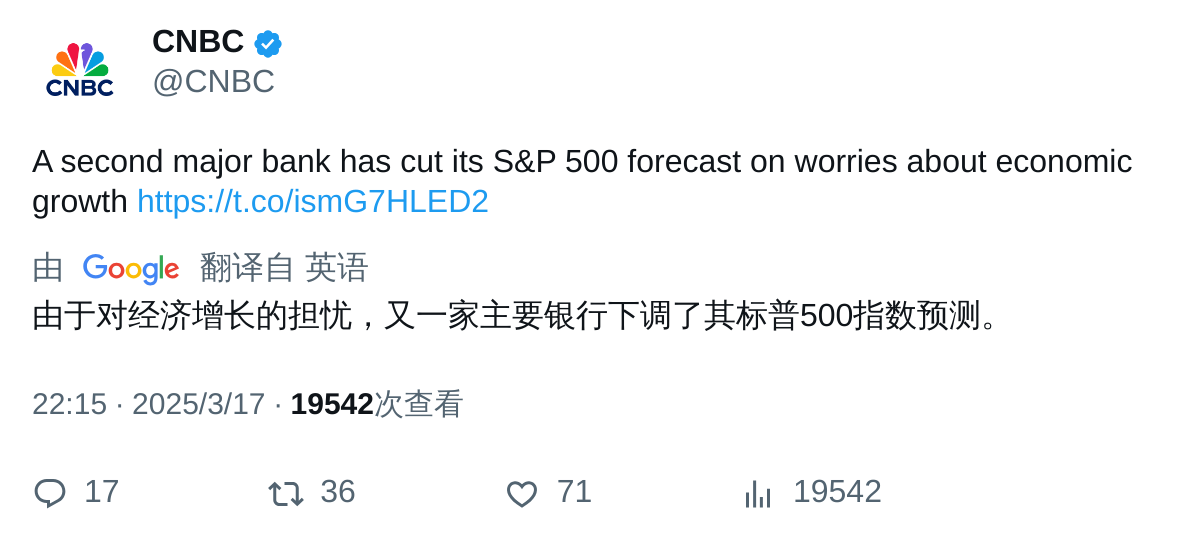 CNBC
@CNBC
CNBC
A second major bank has cut its S&P 500 forecast on worries about economic
growth https://t.co/ismG7HLED2
由 Google 翻译自 英语
由于对经济增长的担忧，又一家主要银行下调了其标普500指数预测。
22:15 · 2025/3/17 · 19542次查看
17 36 71 19542